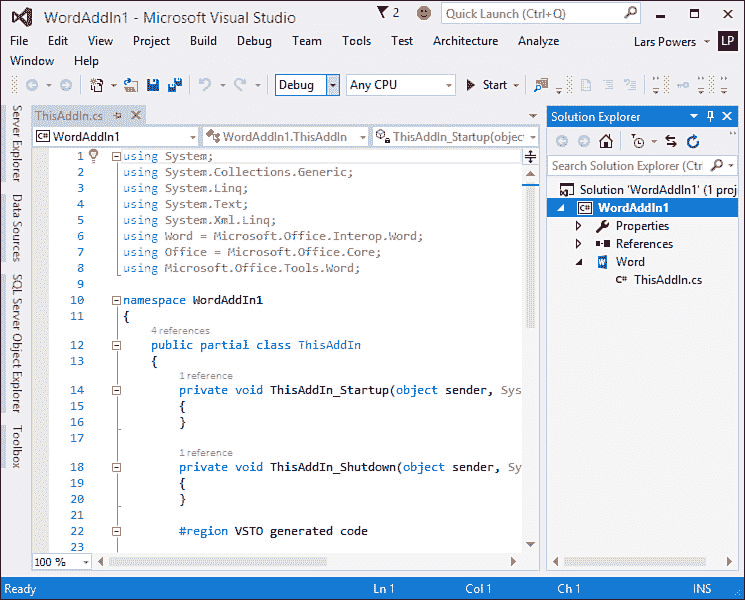 WordAddIn1 - Microsoft Visual Studio 2 Quick Launch (Ctrl+Q)
File Edit View Project Build Debug Team Tools Test Architecture Analyze Lars Powers LP
Window Help
Debug Any CPU Start
Server Explorer
Data Sources
SQL Server Object Explorer
Toolbox
ThisAddIn.cs
WordAddIn1 WordAddIn1.ThisAddIn ThisAddIn_Startup(objec
1 using System;
2 using System.Collections.Generic;
3 using System.Linq;
4 using System.Text;
5 using System.Xml.Linq;
6 using Word = Microsoft.Office.Interop.Word;
7 using Office = Microsoft.Office.Core;
8 using Microsoft.Office.Tools.Word;
9
10 namespace WordAddIn1
11 {
4 references
12 public partial class ThisAddIn
13 {
1 reference
14 private void ThisAddIn_Startup(object sender, Sys
15 {
16 }
17
1 reference
18 private void ThisAddIn_Shutdown(object sender, Sy
19 {
20 }
21
22 #region VSTO generated code
23
100 %
Solution Explorer
Search Solution Explorer (Ctr
Solution 'WordAddIn1' (1 proj
C# WordAddIn1
Properties
References
Word
C# ThisAddIn.cs
Ready Ln 1 Col 1 Ch 1 INS